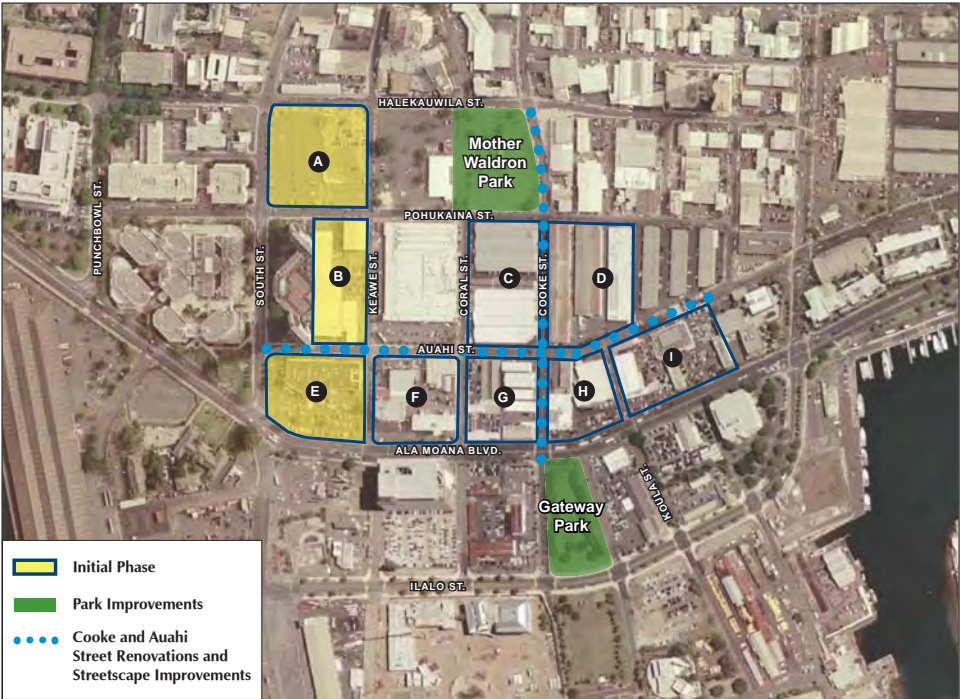 HALEKAUWILA ST.
Mother
Waldron
Park
A
PUNCHBOWL ST.
SOUTH ST.
POHUKAINA ST.
B
KEAWE ST.
CORAL ST.
C
COOKE ST.
D
AUAHI ST.
E
F
G
H
I
ALA MOANA BLVD.
Gateway
Park
KOULA ST.
ILALO ST.
Initial Phase
Park Improvements
Cooke and Auahi
Street Renovations and
Streetscape Improvements